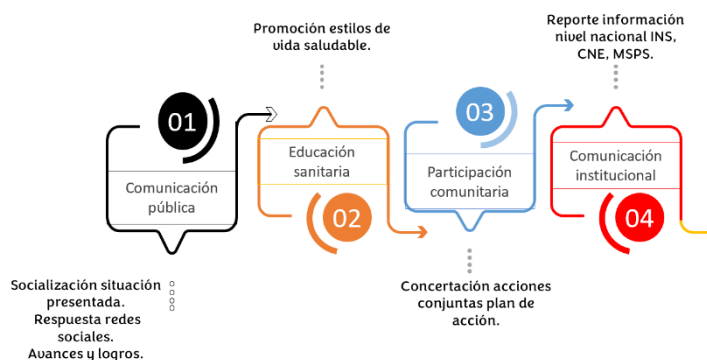 Promoción estilos de
vida saludable.
Reporte información
nivel nacional INS,
CNE, MSPS.
01
Comunicación
pública
Educación
sanitaria
02
03
Participación
comunitaria
Comunicación
institucional
04
Socialización situación
presentada.
Respuesta redes
sociales.
Avances y logros.
Concertación acciones
conjuntas plan de
acción.